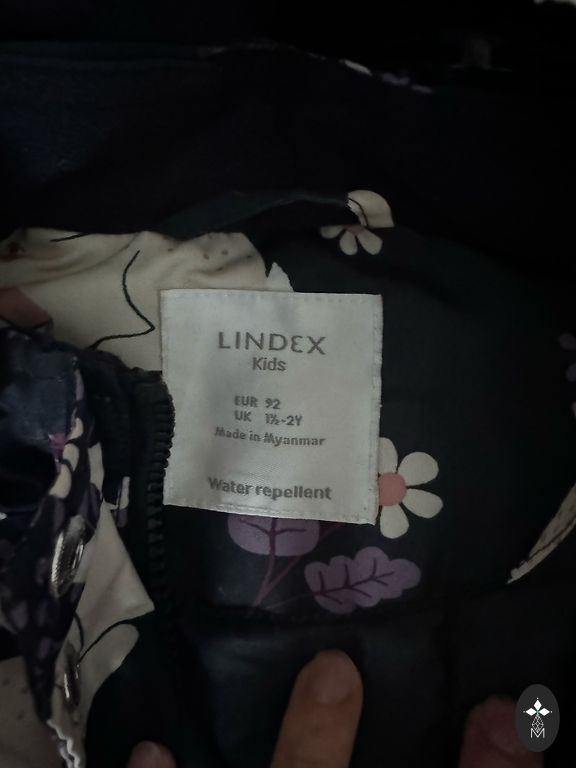 LINDEX
Kids
EUR 92
UK 1½-2Y
Made in Myanmar
Water repellent
M